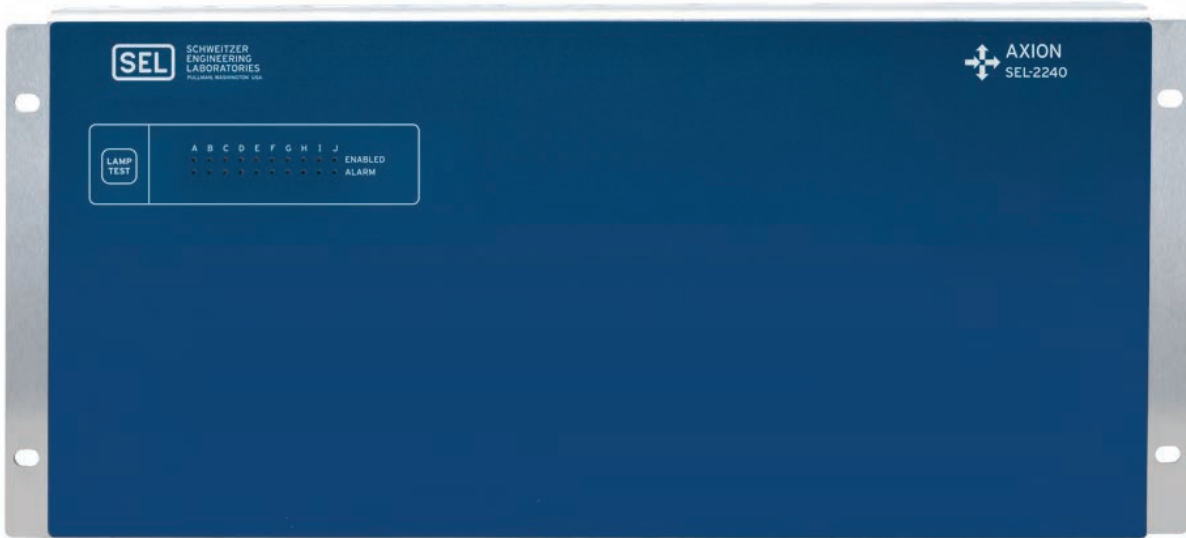 SEL
SCHWEITZER
ENGINEERING
LABORATORIES
PULLMAN, WASHINGTON USA
AXION
SEL-2240
LAMP
TEST
A B C D E F G H I J
ENABLED
ALARM